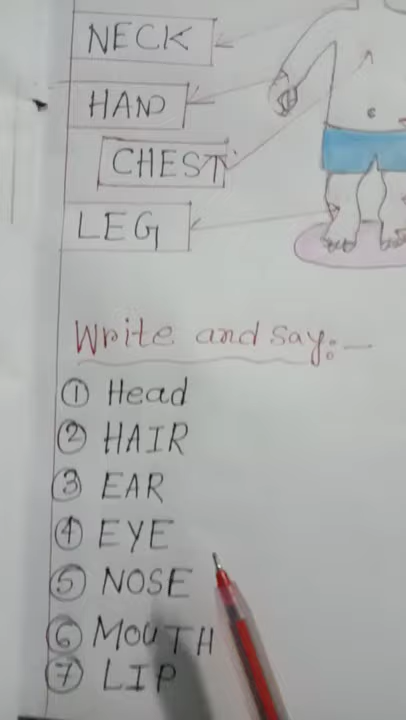 NECK
HAND
CHEST
LEG
Write and say:-
① Head
② HAIR
③ EAR
④ EYE
⑤ NOSE
⑥ MOUTH
⑦ LIP